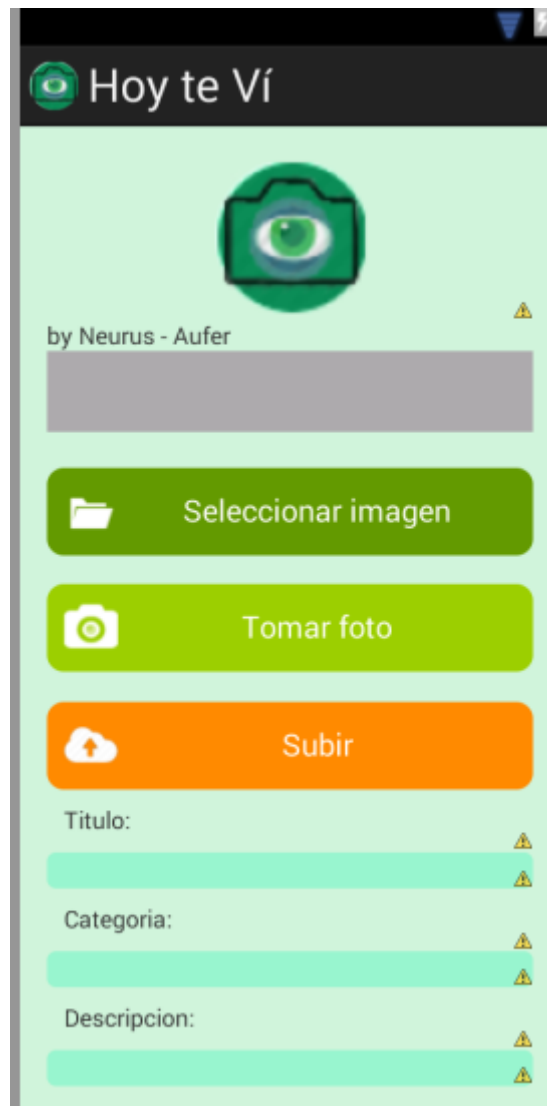 Hoy te Ví
by Neurus - Aufer
Seleccionar imagen
Tomar foto
Subir
Titulo:
Categoria:
Descripcion: